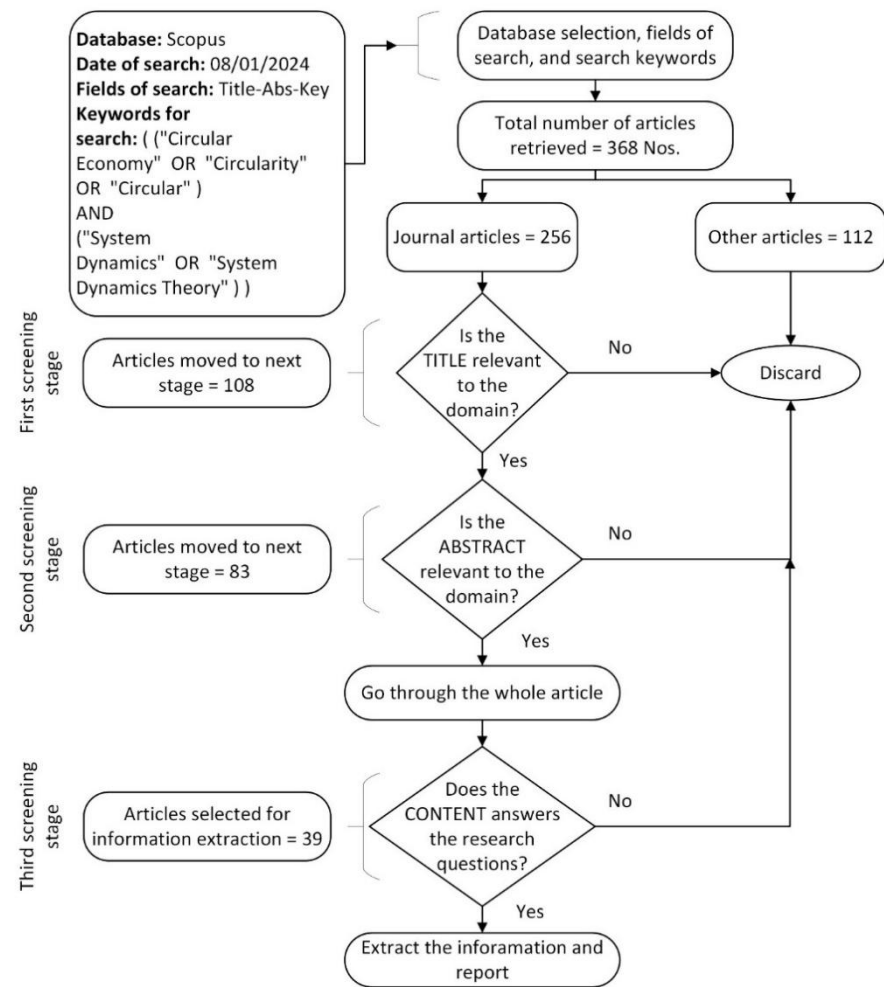 Database: Scopus
Date of search: 08/01/2024
Fields of search: Title-Abs-Key
Keywords for
search: ( ("Circular
Economy" OR "Circularity"
OR "Circular" )
AND
("System
Dynamics" OR "System
Dynamics Theory" ) )
Database selection, fields of
search, and search keywords
Total number of articles
retrieved = 368 Nos.
Journal articles = 256
Other articles = 112
First screening
stage
Articles moved to next
stage = 108
Is the
TITLE relevant
to the
domain?
No
Discard
Yes
Second screening
stage
Articles moved to next
stage = 83
Is the
ABSTRACT
relevant to the
domain?
No
Yes
Go through the whole article
Third screening
stage
Articles selected for
information extraction = 39
Does the
CONTENT answers
the research
questions?
No
Yes
Extract the inforamation and
report